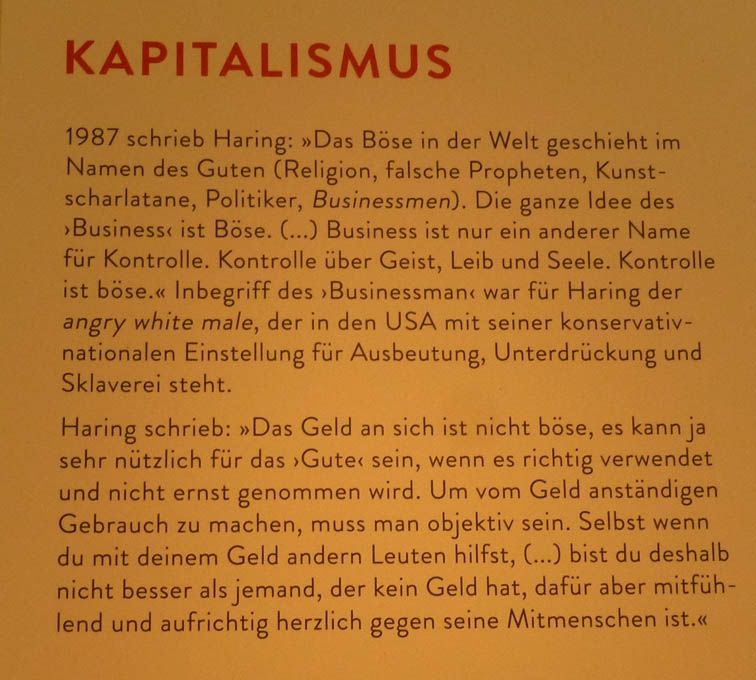 KAPITALISMUS
1987 schrieb Haring: »Das Böse in der Welt geschieht im
Namen des Guten (Religion, falsche Propheten, Kunst-
scharlatane, Politiker, Businessmen). Die ganze Idee des
›Business‹ ist Böse. (...) Business ist nur ein anderer Name
für Kontrolle. Kontrolle über Geist, Leib und Seele. Kontrolle
ist böse.« Inbegriff des ›Businessman‹ war für Haring der
angry white male, der in den USA mit seiner konservativ-
nationalen Einstellung für Ausbeutung, Unterdrückung und
Sklaverei steht.
Haring schrieb: »Das Geld an sich ist nicht böse, es kann ja
sehr nützlich für das ›Gute‹ sein, wenn es richtig verwendet
und nicht ernst genommen wird. Um vom Geld anständigen
Gebrauch zu machen, muss man objektiv sein. Selbst wenn
du mit deinem Geld andern Leuten hilfst, (...) bist du deshalb
nicht besser als jemand, der kein Geld hat, dafür aber mitfüh-
lend und aufrichtig herzlich gegen seine Mitmenschen ist.«